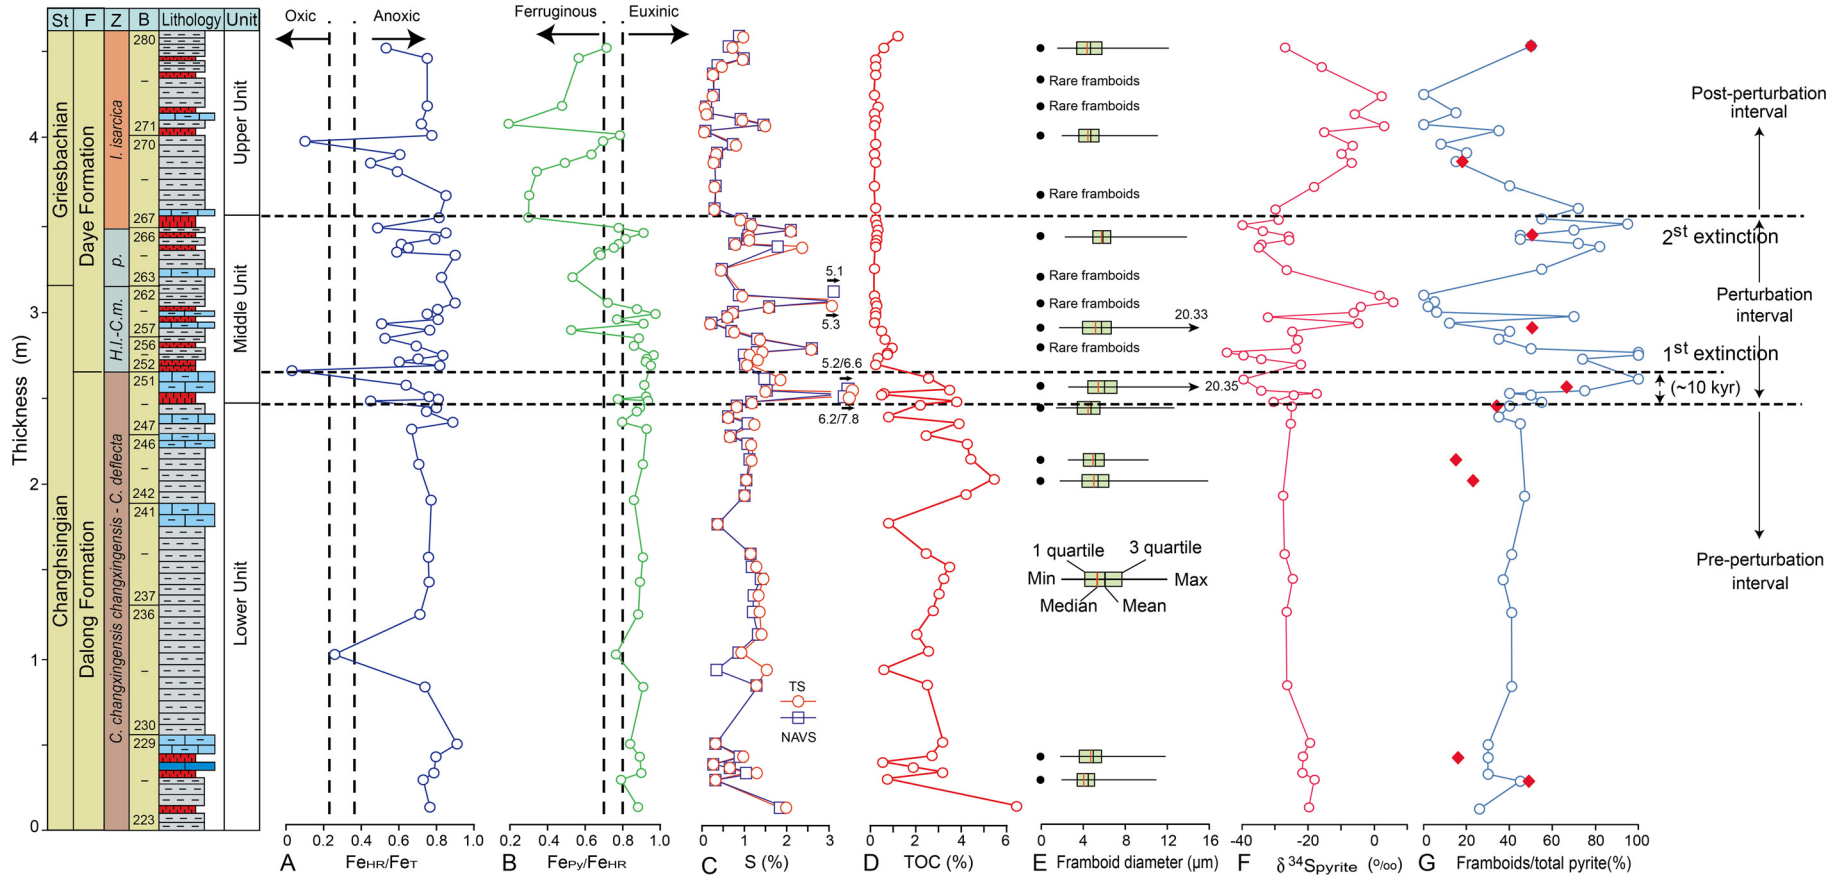 St F Z B Lithology Unit
Oxic Anoxic
Ferruginous Euxinic
Thickness (m)
4
3
2
1
0
Griesbachian
Changhsingian
Daye Formation
Dalong Formation
I. isarcica
p.
H.l.-C.m.
C. changxingensis changxingensis - C. deflecta
280
–
271
270
–
267
266
–
263
262
–
257
256
–
252
251
–
247
246
–
242
241
–
237
236
–
230
229
–
223
Upper Unit
Middle Unit
Lower Unit
5.1
5.3
5.2/6.6
6.2/7.8
TS
NAVS
Rare framboids
Rare framboids
Rare framboids
Rare framboids
Rare framboids
Rare framboids
20.33
20.35
1 quartile 3 quartile
Min Max
Median Mean
Post-perturbation
interval
2st extinction
Perturbation
interval
1st extinction
(~10 kyr)
Pre-perturbation
interval
0 0.2 0.4 0.6 0.8 1.0
A FeHR/FeT
0.2 0.4 0.6 0.8 1.0
B FePy/FeHR
0 1 2 3
C S (%)
0 2 4 6
D TOC (%)
0 4 8 12 16
E Framboid diameter (μm)
-40 -20 0
F δ 34Spyrite (o/oo)
0 20 40 60 80 100
G Framboids/total pyrite(%)